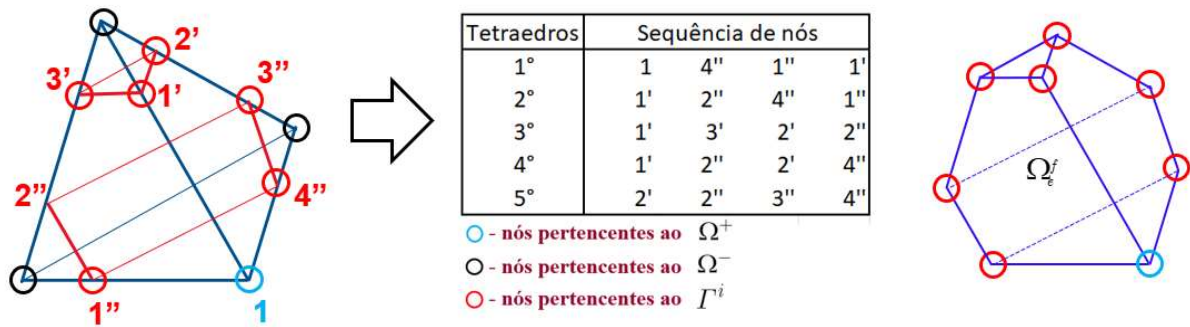 2'
3'
1'
3"
2"
4"
1"
1
Tetraedros Sequência de nós
1° 1 4" 1" 1'
2° 1' 2" 4" 1"
3° 1' 3' 2' 2"
4° 1' 2" 2' 4"
5° 2' 2" 3" 4"
- nós pertencentes ao Ω⁺
- nós pertencentes ao Ω⁻
- nós pertencentes ao Γⁱ
Ωₑᶠ